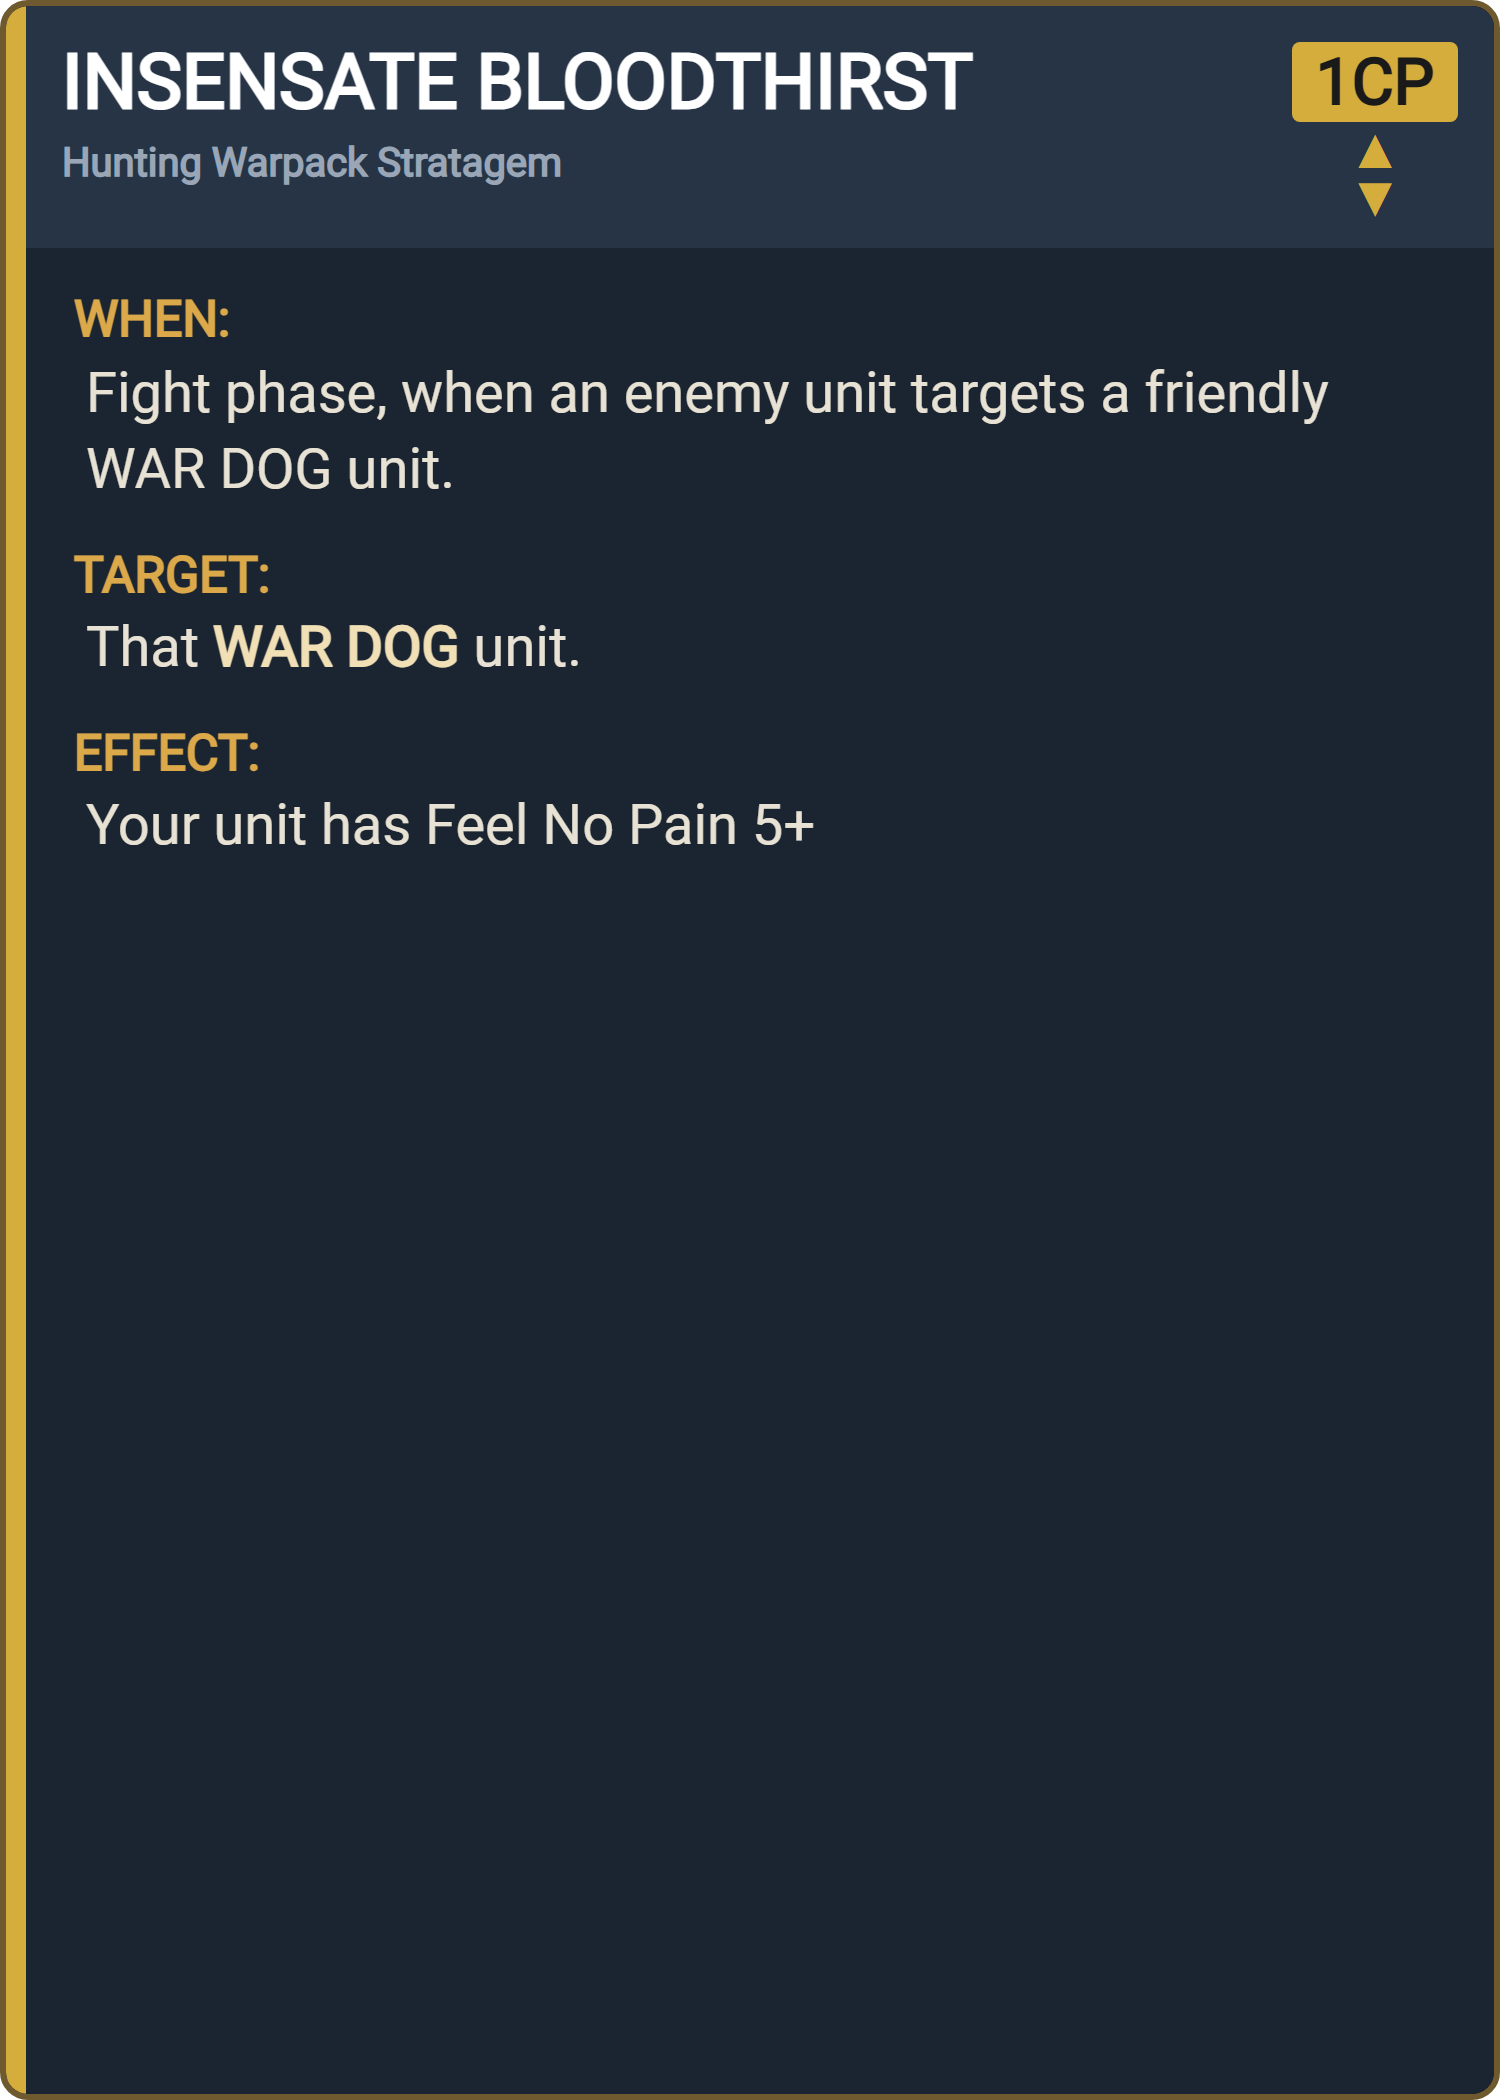 INSENSATE BLOODTHIRST
1CP
Hunting Warpack Stratagem
▲
▼
WHEN:
Fight phase, when an enemy unit targets a friendly
WAR DOG unit.
TARGET:
That WAR DOG unit.
EFFECT:
Your unit has Feel No Pain 5+